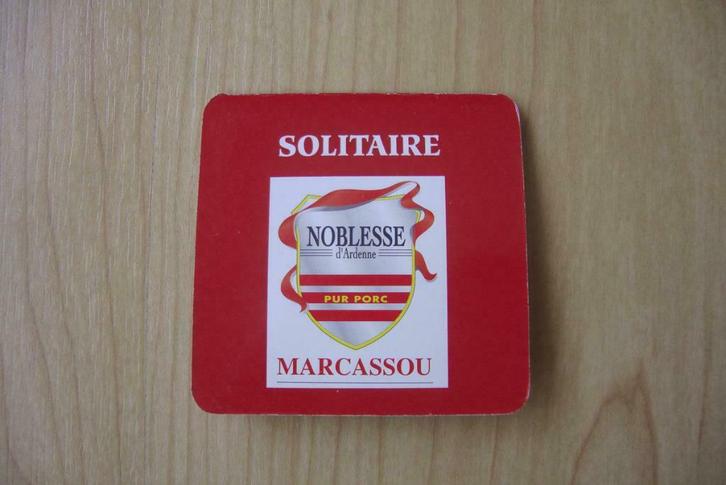 SOLITAIRE
NOBLESSE
d'Ardenne
PUR PORC
MARCASSOU